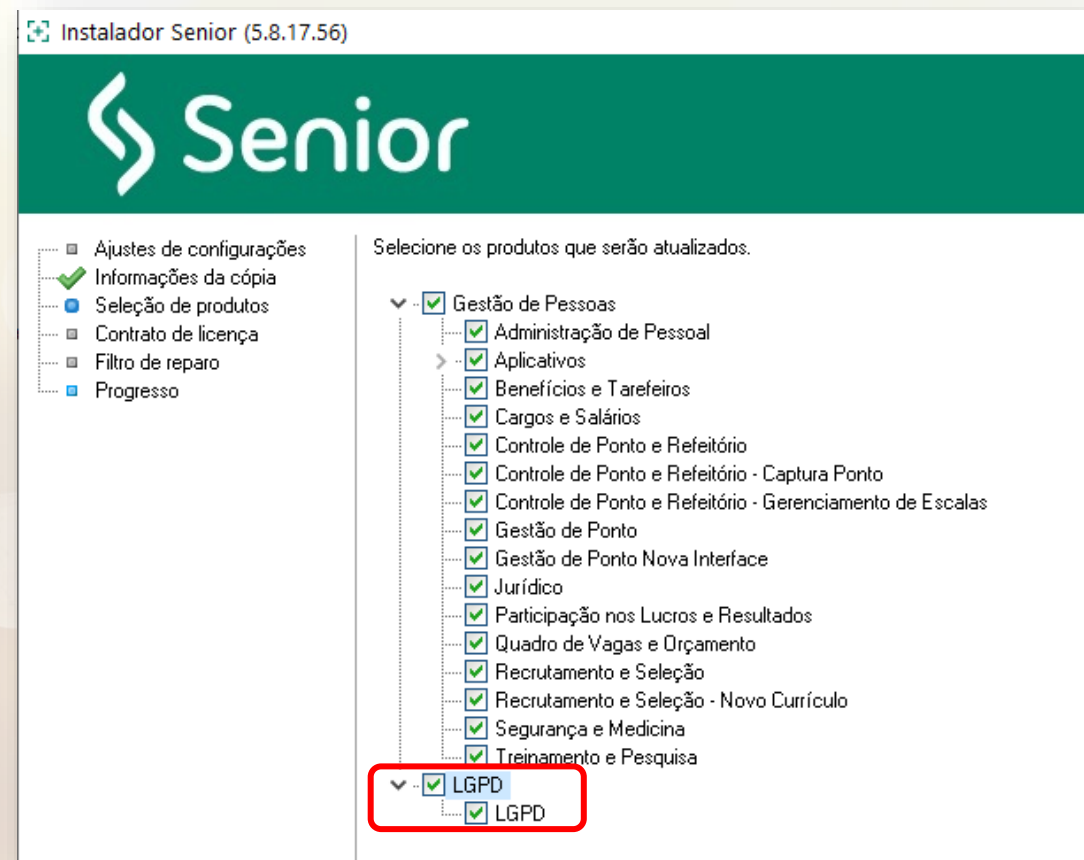 Instalador Senior (5.8.17.56)
Senior
Ajustes de configurações
Informações da cópia
Seleção de produtos
Contrato de licença
Filtro de reparo
Progresso
Selecione os produtos que serão atualizados.
Gestão de Pessoas
Administração de Pessoal
Aplicativos
Benefícios e Tarefeiros
Cargos e Salários
Controle de Ponto e Refeitório
Controle de Ponto e Refeitório - Captura Ponto
Controle de Ponto e Refeitório - Gerenciamento de Escalas
Gestão de Ponto
Gestão de Ponto Nova Interface
Jurídico
Participação nos Lucros e Resultados
Quadro de Vagas e Orçamento
Recrutamento e Seleção
Recrutamento e Seleção - Novo Currículo
Segurança e Medicina
Treinamento e Pesquisa
LGPD
LGPD